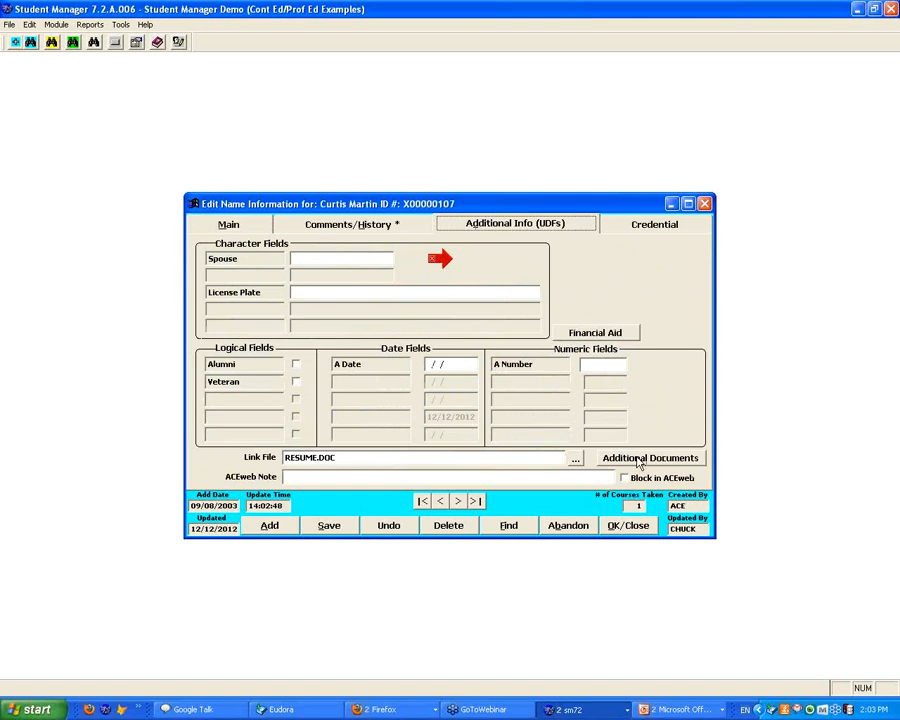 Student Manager 7.2.A.006 - Student Manager Demo (Cont Ed/Prof Ed Examples)
File Edit Module Reports Tools Help
Edit Name Information for: Curtis Martin ID #: X00000107
Main Comments/History * Additional Info (UDFs) Credential
Character Fields
Spouse
License Plate
Financial Aid
Logical Fields Date Fields Numeric Fields
Alumni A Date / / A Number
Veteran / /
/ /
12/12/2012
/ /
Link File RESUME.DOC ... Additional Documents
ACEweb Note Block in ACEweb
Add Date Update Time |< < > >| # of Courses Taken Created By
09/08/2003 14:02:48 1 ACE
Updated Add Save Undo Delete Find Abandon OK/Close Updated By
12/12/2012 CHUCK
NUM
start Google Talk Eudora 2 Firefox GoToWebinar 2 sm72 2 Microsoft Off... EN 2:03 PM